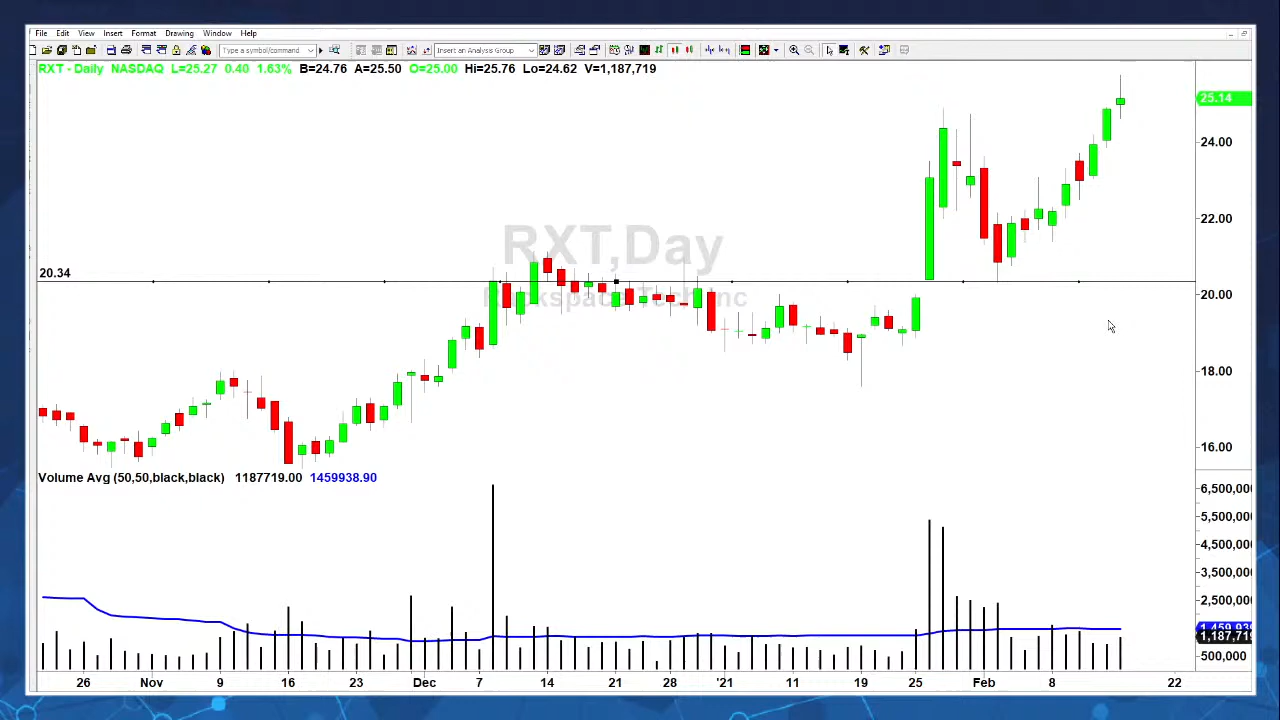 File Edit View Insert Format Drawing Window Help
Type a symbol/command Insert an Analysis Group
RXT - Daily NASDAQ L=25.27 0.40 1.63% B=24.76 A=25.50 O=25.00 Hi=25.76 Lo=24.62 V=1,187,719
25.14
24.00
RXT,Day
22.00
20.34
Tech Inc
20.00
18.00
16.00
Volume Avg (50,50,black,black) 1187719.00 1459938.90
6,500,000
5,500,000
4,500,000
3,500,000
2,500,000
1,459,939
1,187,719
500,000
26 Nov 9 16 23 Dec 7 14 21 28 '21 11 19 25 Feb 8 22